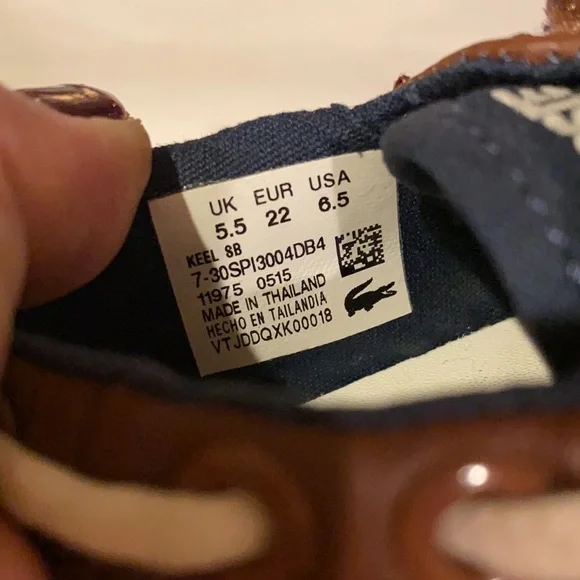 UK EUR USA
5.5 22 6.5
KEEL 8B
7-30SPI3004DB4
11975 0515
MADE IN THAILAND
HECHO EN TAILANDIA
VTJDDQXK00018